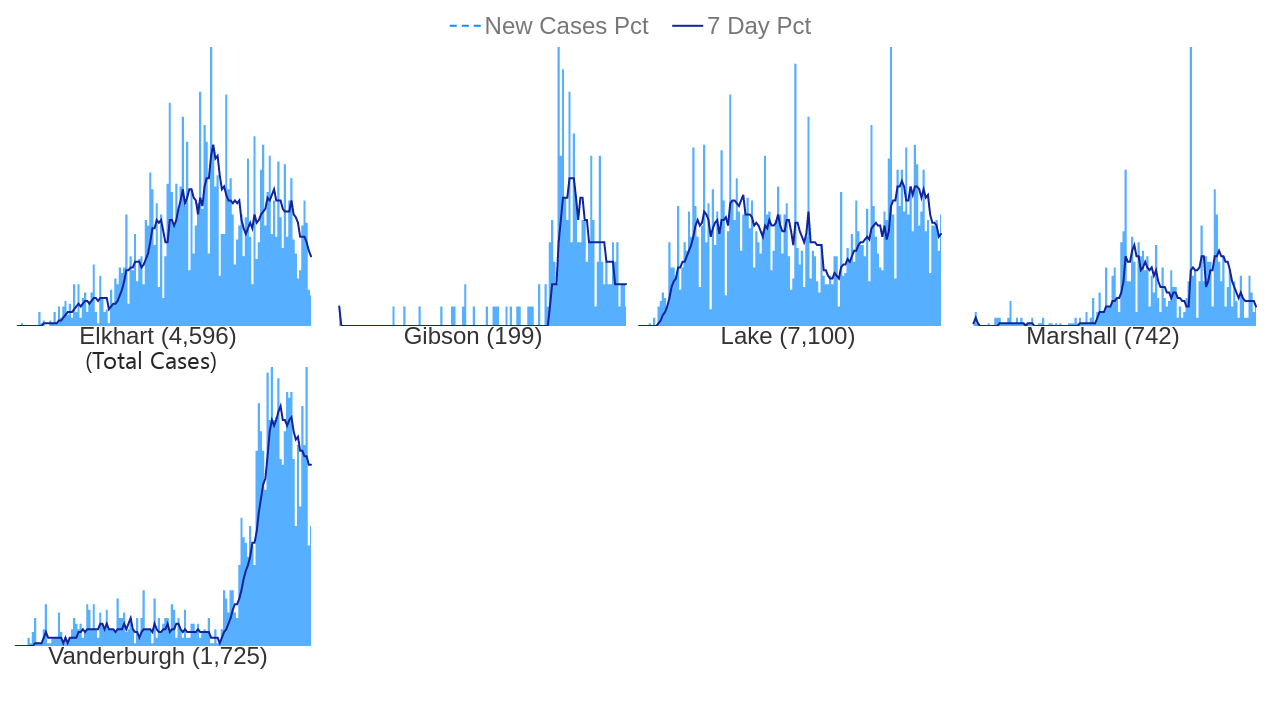 New Cases Pct 7 Day Pct
Elkhart (4,596)
(Total Cases)
Gibson (199)
Lake (7,100)
Marshall (742)
Vanderburgh (1,725)